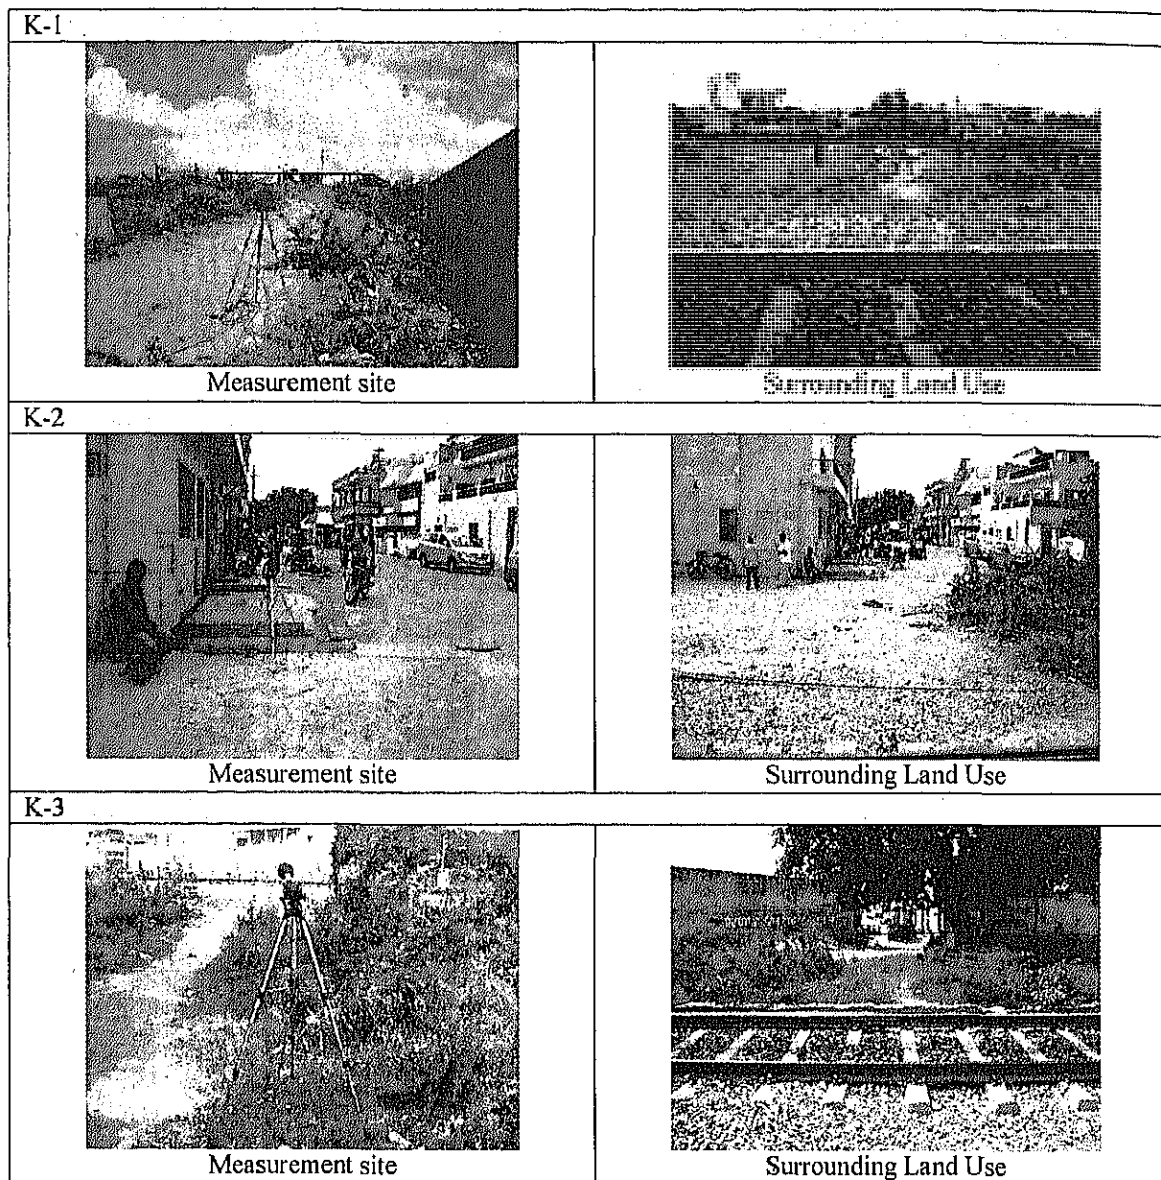 K-1
Measurement site
Surrounding Land Use
K-2
Measurement site
Surrounding Land Use
K-3
Measurement site
Surrounding Land Use